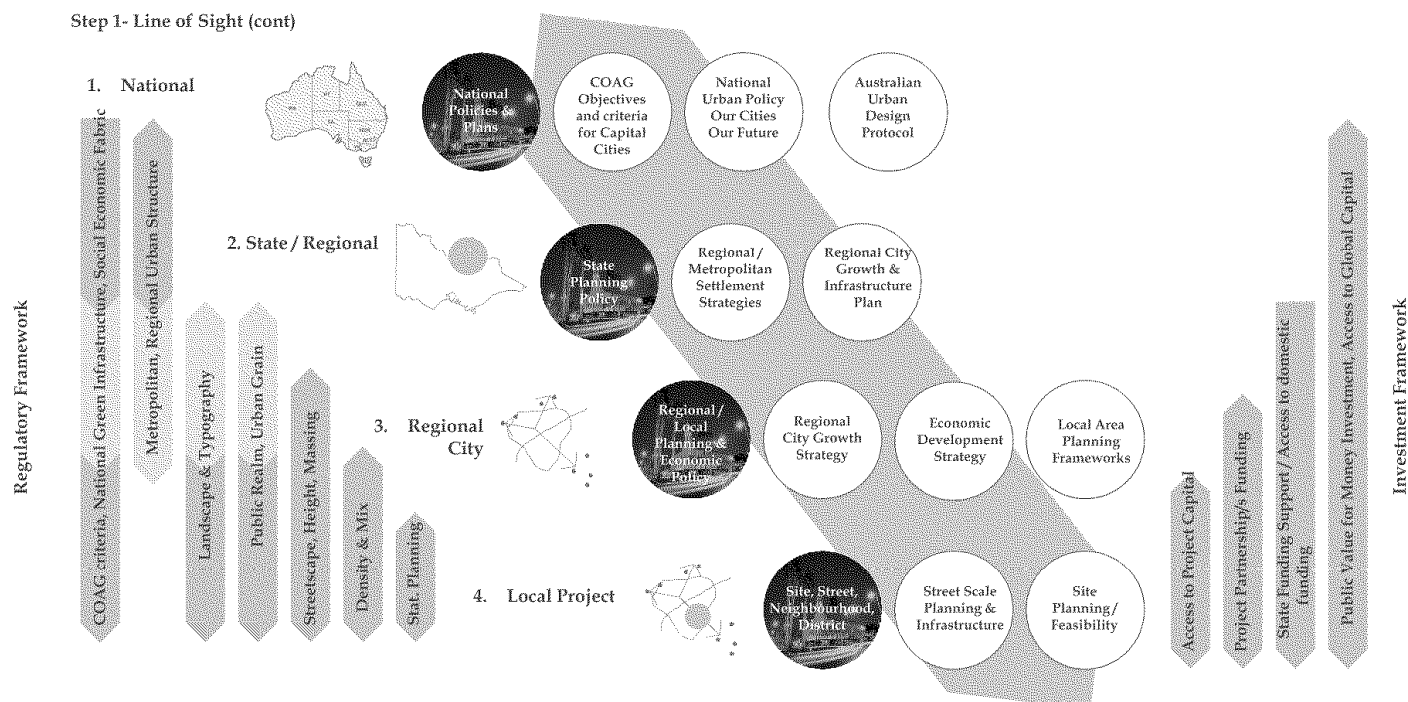 Step 1- Line of Sight (cont)
1. National
National
Policies &
Plans
COAG
Objectives
and criteria
for Capital
Cities
National
Urban Policy
Our Cities
Our Future
Australian
Urban
Design
Protocol
2. State / Regional
State
Planning
Policy
Regional /
Metropolitan
Settlement
Strategies
Regional City
Growth &
Infrastructure
Plan
3. Regional
City
Regional /
Local
Planning &
Economic
Policy
Regional
City Growth
Strategy
Economic
Development
Strategy
Local Area
Planning
Frameworks
4. Local Project
Site, Street,
Neighbourhood,
District
Street Scale
Planning &
Infrastructure
Site
Planning /
Feasibility
Regulatory Framework
COAG criteria, National Green Infrastructure, Social Economic Fabric
Metropolitan, Regional Urban Structure
Landscape & Typography
Public Realm, Urban Grain
Streetscape, Height, Massing
Density & Mix
Stat. Planning
Access to Project Capital
Project Partnership/s Funding
State Funding Support / Access to domestic
funding
Public Value for Money Investment, Access to Global Capital
Investment Framework